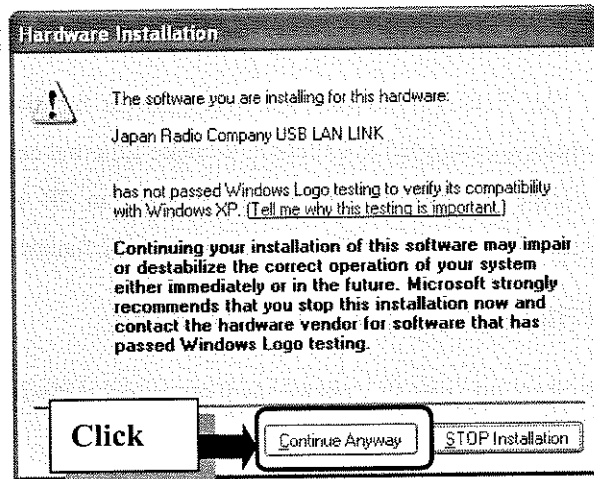 Hardware Installation
The software you are installing for this hardware:
Japan Radio Company USB LAN LINK
has not passed Windows Logo testing to verify its compatibility
with Windows XP. (Tell me why this testing is important.)
Continuing your installation of this software may impair
or destabilize the correct operation of your system
either immediately or in the future. Microsoft strongly
recommends that you stop this installation now and
contact the hardware vendor for software that has
passed Windows Logo testing.
Click
Continue Anyway
STOP Installation